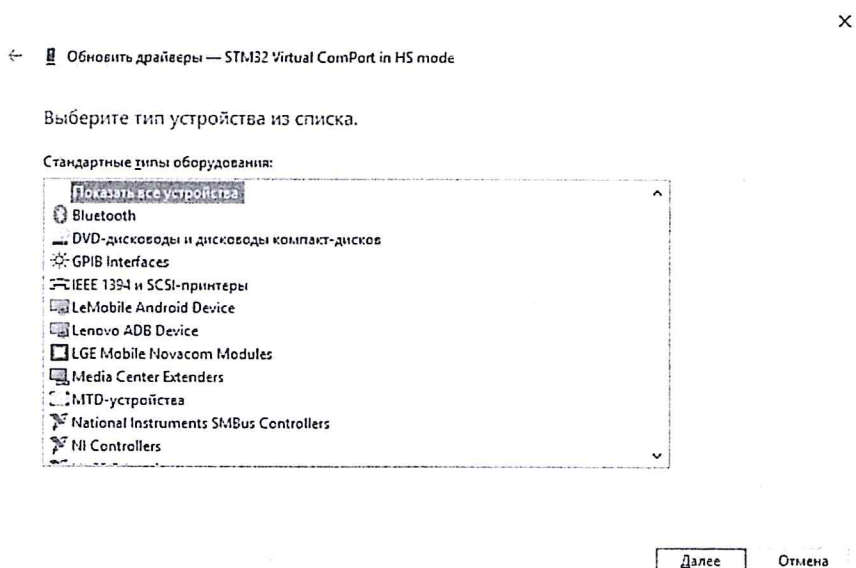 Обновить драйверы — STM32 Virtual ComPort in HS mode
Выберите тип устройства из списка.
Стандартные типы оборудования:
Показать все устройства
Bluetooth
DVD-дисководы и дисководы компакт-дисков
GPIB Interfaces
IEEE 1394 и SCSI-принтеры
LeMobile Android Device
Lenovo ADB Device
LGE Mobile Novacom Modules
Media Center Extenders
MTD-устройства
National Instruments SMBus Controllers
NI Controllers
Далее Отмена